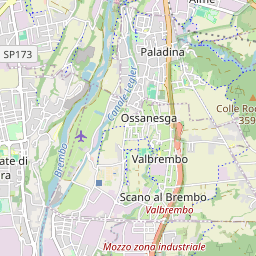 Almè
SP173
Paladina
Canale Legler
Colle Ro
359
Ossanesga
Brembo
Valbrembo
ate di
ra
Scano al Brembo
Valbrembo
Mozzo zona industriale